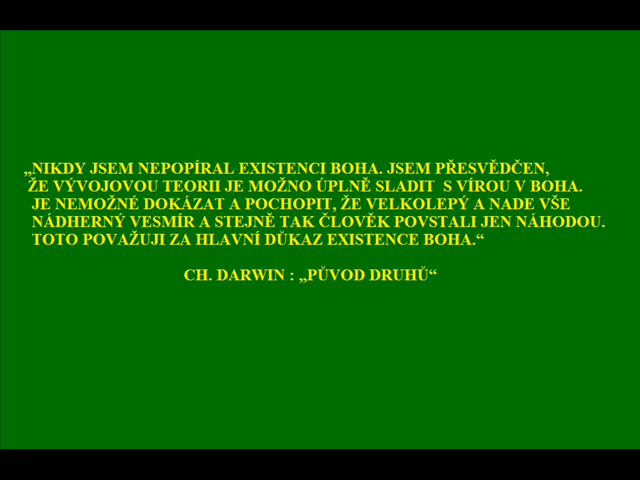 „NIKDY JSEM NEPOPÍRAL EXISTENCI BOHA. JSEM PŘESVĚDČEN,
ŽE VÝVOJOVOU TEORII JE MOŽNO ÚPLNĚ SLADIT S VÍROU V BOHA.
JE NEMOŽNÉ DOKÁZAT A POCHOPIT, ŽE VELKOLEPÝ A NADE VŠE
NÁDHERNÝ VESMÍR A STEJNĚ TAK ČLOVĚK POVSTALI JEN NÁHODOU.
TOTO POVAŽUJI ZA HLAVNÍ DŮKAZ EXISTENCE BOHA.“
CH. DARWIN : „PŮVOD DRUHŮ“